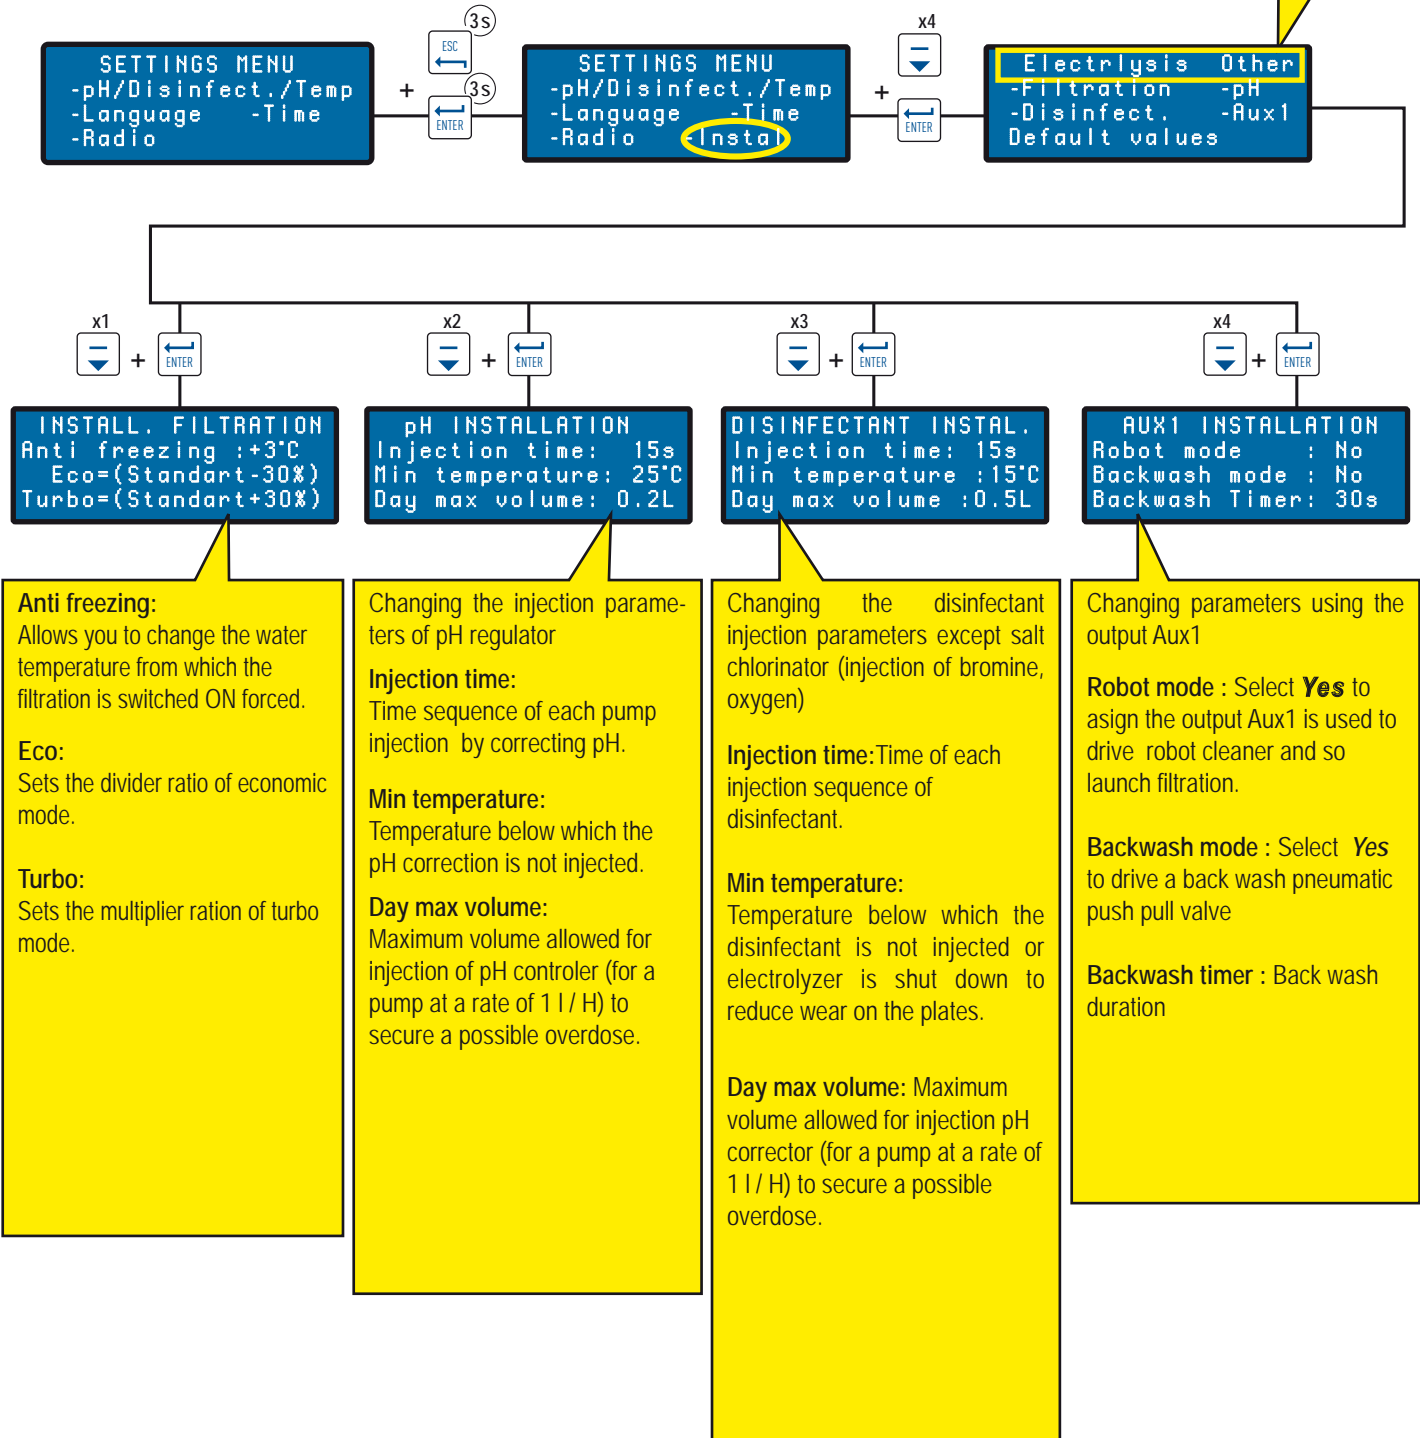 3s
ESC
3s
ENTER
x4
ENTER
SETTINGS MENU
-pH/Disinfect./Temp
-Language -Time
-Radio
+
SETTINGS MENU
-pH/Disinfect./Temp
-Language -Time
-Radio -Instal
+
Electrlysis Other
-Filtration -pH
-Disinfect. -Aux1
Default values
x1
+
ENTER
x2
+
ENTER
x3
+
ENTER
x4
+
ENTER
INSTALL. FILTRATION
Anti freezing :+3°C
Eco=(Standart-30%)
Turbo=(Standart+30%)
pH INSTALLATION
Injection time: 15s
Min temperature: 25°C
Day max volume: 0.2L
DISINFECTANT INSTAL.
Injection time: 15s
Min temperature :15°C
Day max volume :0.5L
AUX1 INSTALLATION
Robot mode : No
Backwash mode : No
Backwash Timer: 30s
Anti freezing:
Allows you to change the water
temperature from which the
filtration is switched ON forced.
Eco:
Sets the divider ratio of economic
mode.
Turbo:
Sets the multiplier ration of turbo
mode.
Changing the injection parame-
ters of pH regulator
Injection time:
Time sequence of each pump
injection by correcting pH.
Min temperature:
Temperature below which the
pH correction is not injected.
Day max volume:
Maximum volume allowed for
injection of pH controler (for a
pump at a rate of 1 l / H) to
secure a possible overdose.
Changing the disinfectant
injection parameters except salt
chlorinator (injection of bromine,
oxygen)
Injection time:Time of each
injection sequence of
disinfectant.
Min temperature:
Temperature below which the
disinfectant is not injected or
electrolyzer is shut down to
reduce wear on the plates.
Day max volume: Maximum
volume allowed for injection pH
corrector (for a pump at a rate of
1 l / H) to secure a possible
overdose.
Changing parameters using the
output Aux1
Robot mode : Select Yes to
asign the output Aux1 is used to
drive robot cleaner and so
launch filtration.
Backwash mode : Select Yes
to drive a back wash pneumatic
push pull valve
Backwash timer : Back wash
duration